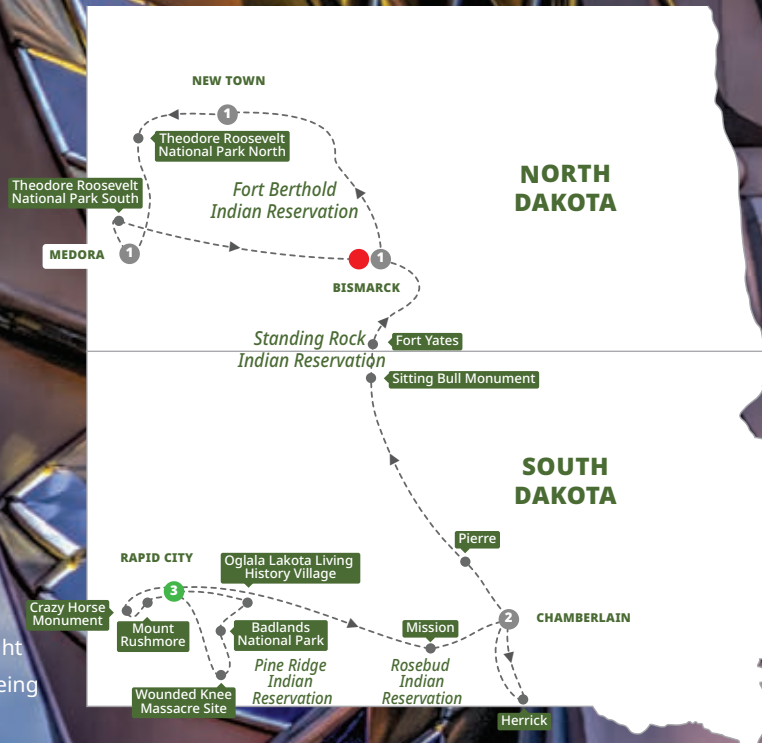 NEW TOWN
1
Theodore Roosevelt
National Park North
Theodore Roosevelt
National Park South
Fort Berthold
Indian Reservation
NORTH
DAKOTA
MEDORA
1
1
BISMARCK
Standing Rock
Indian Reservation
Fort Yates
Sitting Bull Monument
SOUTH
DAKOTA
Pierre
RAPID CITY
Oglala Lakota Living
History Village
3
Crazy Horse
Monument
Mount
Rushmore
Badlands
National Park
Mission
2
CHAMBERLAIN
Pine Ridge
Indian
Reservation
Rosebud
Indian
Reservation
Wounded Knee
Massacre Site
Herrick